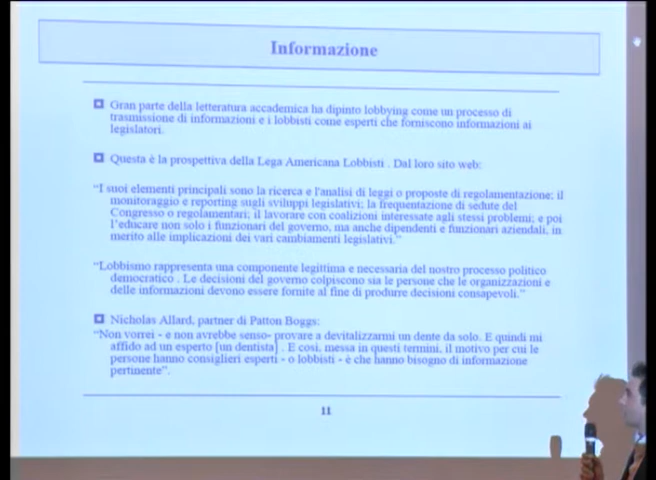 Informazione
Gran parte della letteratura accademica ha dipinto lobbying come un processo di
trasmissione di informazioni e i lobbisti come esperti che forniscono informazioni ai
legislatori.
Questa è la prospettiva della Lega Americana Lobbisti . Dal loro sito web:
“I suoi elementi principali sono la ricerca e l'analisi di leggi o proposte di regolamentazione; il
monitoraggio e reporting sugli sviluppi legislativi; la frequentazione di sedute del
Congresso o regolamentari; il lavorare con coalizioni interessate agli stessi problemi; e poi
l’educare non solo i funzionari del governo, ma anche dipendenti e funzionari aziendali, in
merito alle implicazioni dei vari cambiamenti legislativi.”
“Lobbismo rappresenta una componente legittima e necessaria del nostro processo politico
democratico . Le decisioni del governo colpiscono sia le persone che le organizzazioni e
delle informazioni devono essere fornite al fine di produrre decisioni consapevoli.”
Nicholas Allard, partner di Patton Boggs:
“Non vorrei - e non avrebbe senso- provare a devitalizzarmi un dente da solo. E quindi mi
affido ad un esperto [un dentista] . E così, messa in questi termini, il motivo per cui le
persone hanno consiglieri esperti - o lobbisti - è che hanno bisogno di informazione
pertinente”.
11